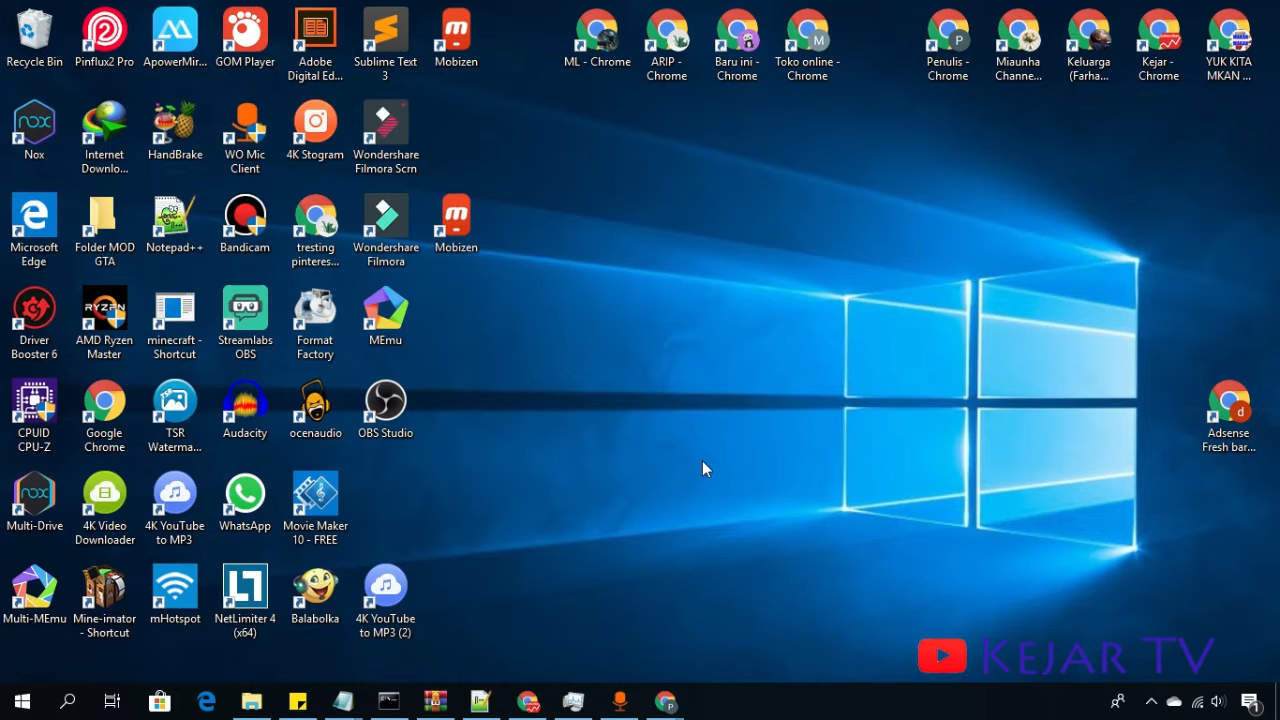 Recycle Bin
Pinflux2 Pro
ApowerMir...
GOM Player
Adobe
Digital Ed...
Sublime Text
3
Mobizen
ML - Chrome
ARIP -
Chrome
Baru ini -
Chrome
Toko online -
Chrome
Penulis -
Chrome
Miaunha
Channe...
Keluarga
(Farha...
Kejar -
Chrome
YUK KITA
MKAN ...
Nox
Internet
Downlo...
HandBrake
WO Mic
Client
4K Stogram
Wondershare
Filmora Scrn
Microsoft
Edge
Folder MOD
GTA
Notepad++
Bandicam
tresting
pinteres...
Wondershare
Filmora
Mobizen
Driver
Booster 6
AMD Ryzen
Master
minecraft -
Shortcut
Streamlabs
OBS
Format
Factory
MEmu
CPUID
CPU-Z
Google
Chrome
TSR
Waterma...
Audacity
ocenaudio
OBS Studio
Adsense
Fresh bar...
Multi-Drive
4K Video
Downloader
4K YouTube
to MP3
WhatsApp
Movie Maker
10 - FREE
Multi-MEmu
Mine-imator
- Shortcut
mHotspot
NetLimiter 4
(x64)
Balabolka
4K YouTube
to MP3 (2)
KEJAR TV